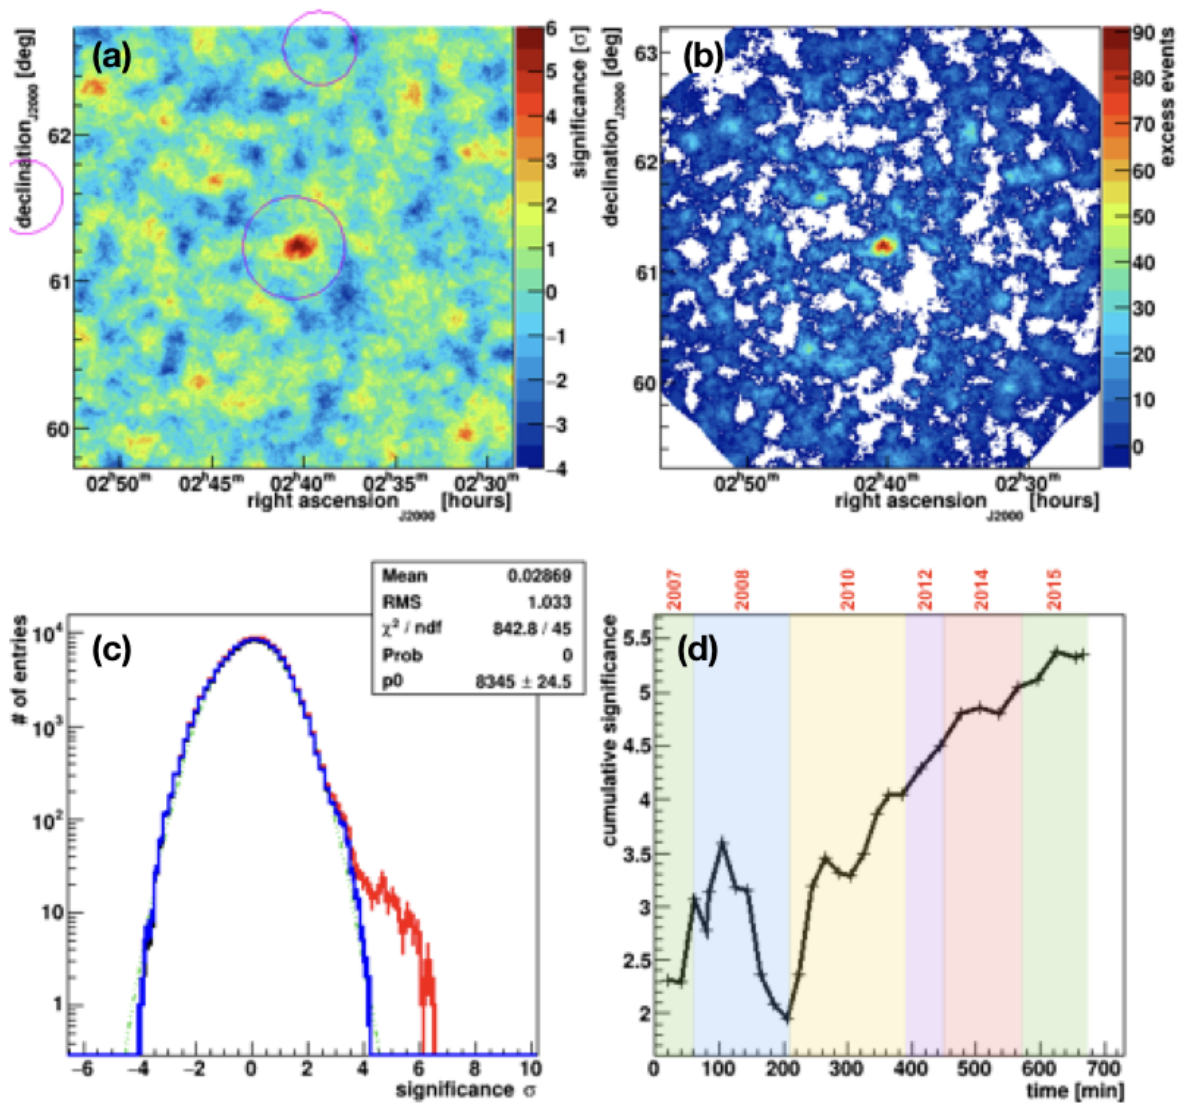 (a)
declination J2000 [deg]
62
61
60
02ʰ50ᵐ 02ʰ45ᵐ 02ʰ40ᵐ 02ʰ35ᵐ 02ʰ30ᵐ
right ascension J2000 [hours]
6
5
4
3
2
1
0
−1
−2
−3
−4
significance [σ]
(b)
declination J2000 [deg]
63
62
61
60
02ʰ50ᵐ 02ʰ40ᵐ 02ʰ30ᵐ
right ascension J2000 [hours]
90
80
70
60
50
40
30
20
10
0
excess events
(c)
Mean 0.02869
RMS 1.033
χ² / ndf 842.8 / 45
Prob 0
p0 8345 ± 24.5
# of entries
10⁴
10³
10²
10
1
−6 −4 −2 0 2 4 6 8 10
significance σ
2007 2008 2010 2012 2014 2015
(d)
cumulative significance
5.5
5
4.5
4
3.5
3
2.5
2
0 100 200 300 400 500 600 700
time [min]